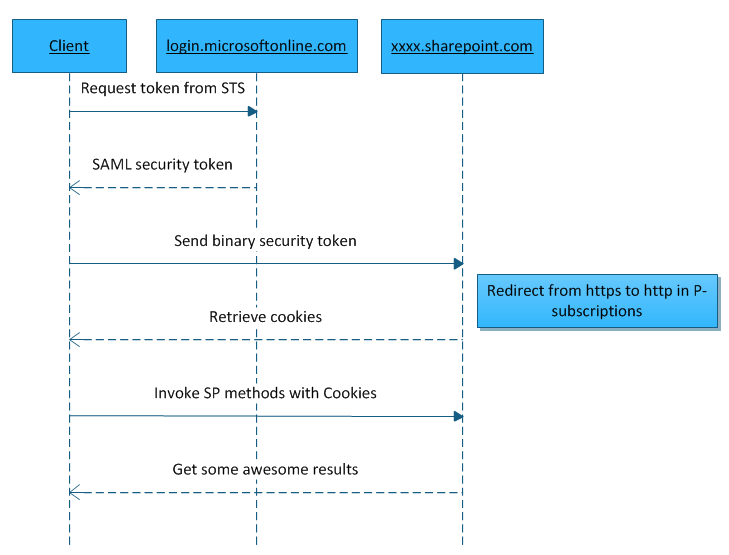 Client
login.microsoftonline.com
xxxx.sharepoint.com
Request token from STS
SAML security token
Send binary security token
Redirect from https to http in P-
subscriptions
Retrieve cookies
Invoke SP methods with Cookies
Get some awesome results